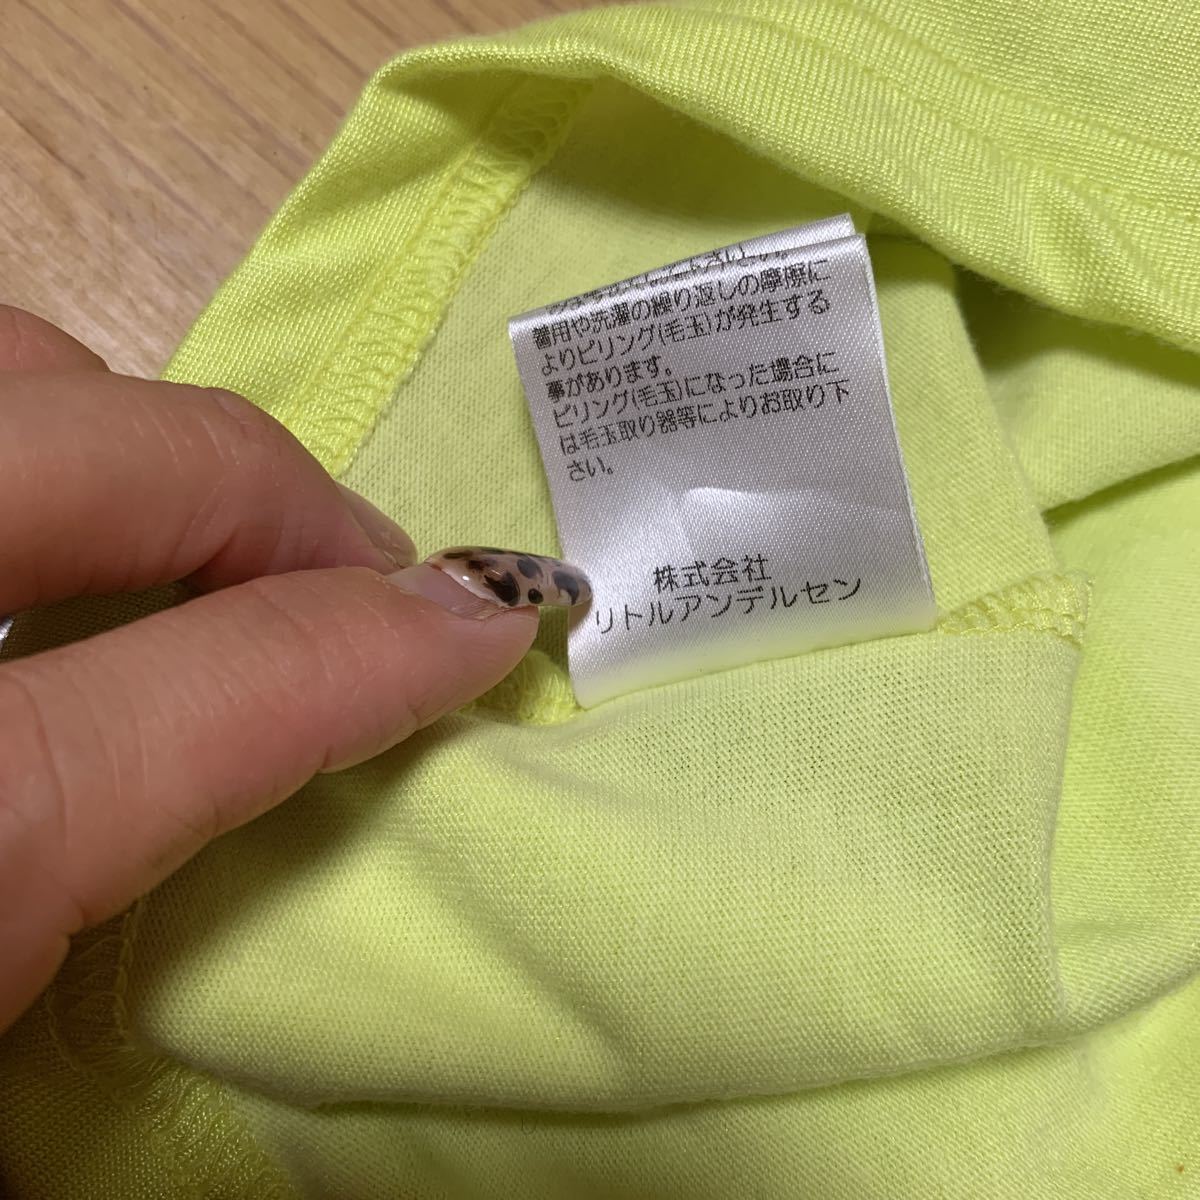 着用や洗濯の繰り返しの摩擦に
よりピリング(毛玉)が発生する
事があります。
ピリング(毛玉)になった場合に
は毛玉取り器等によりお取り下
さい。
株式会社
リトルアンデルセン